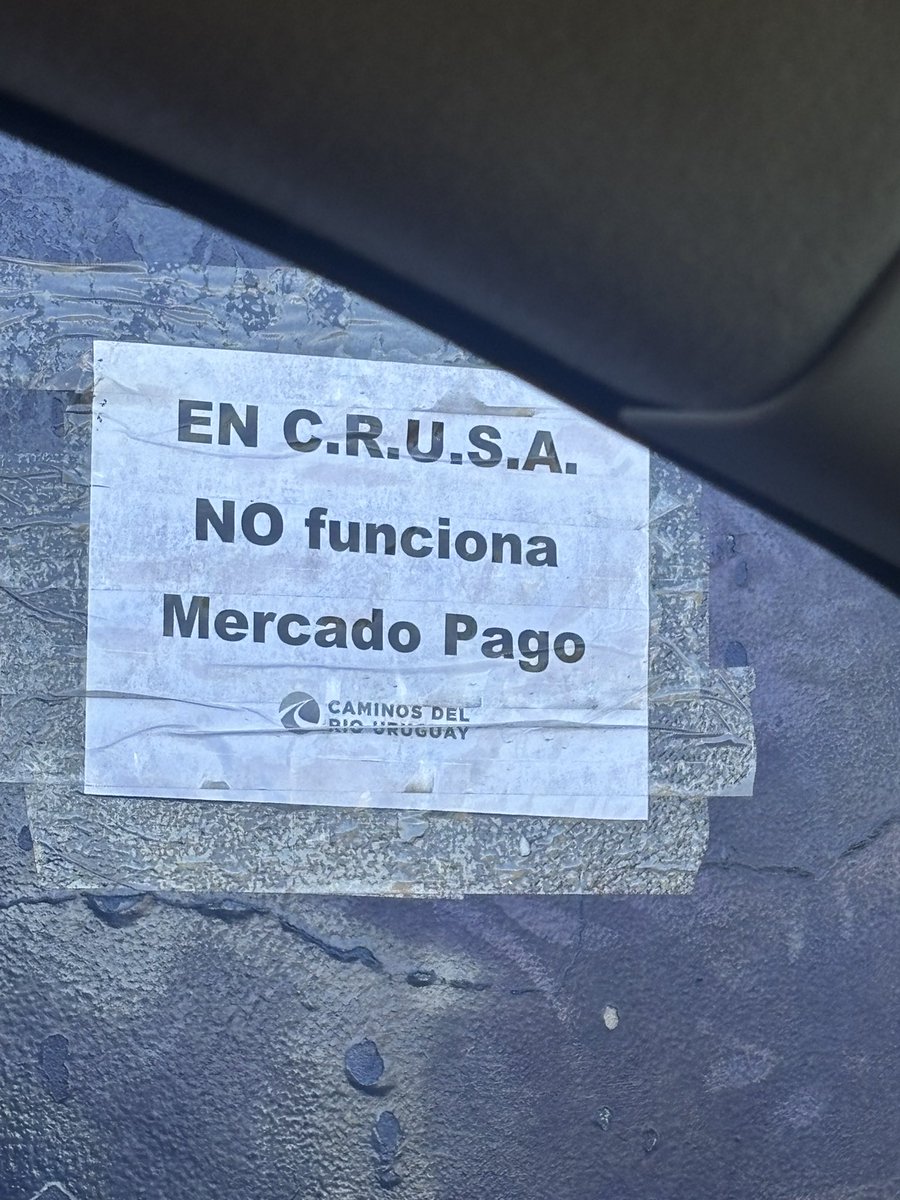 EN C.R.U.S.A.
NO funciona
Mercado Pago
CAMINOS DEL
RIO URUGUAY